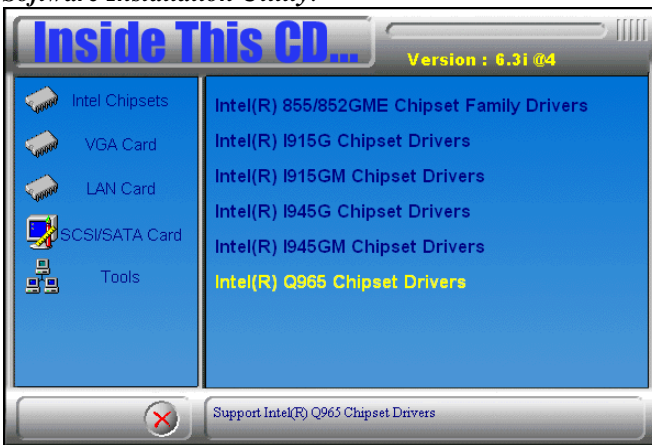 Software Installation Utility.
Inside This CD...
Version : 6.3i @4
Intel Chipsets
VGA Card
LAN Card
SCSI/SATA Card
Tools
Intel(R) 855/852GME Chipset Family Drivers
Intel(R) I915G Chipset Drivers
Intel(R) I915GM Chipset Drivers
Intel(R) I945G Chipset Drivers
Intel(R) I945GM Chipset Drivers
Intel(R) Q965 Chipset Drivers
Support Intel(R) Q965 Chipset Drivers